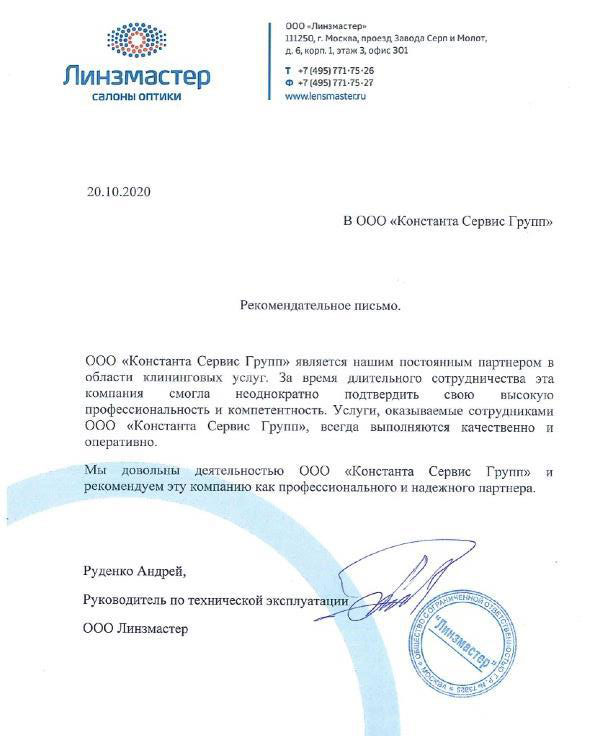 Линзмастер
САЛОНЫ ОПТИКИ
ООО «Линзмастер»
111250, г. Москва, проезд Завода Серп и Молот,
д. 6, корп. 1, этаж 3, офис 301
Т +7 (495) 771-75-26
Ф +7 (495) 771-75-27
www.lensmaster.ru
20.10.2020
В ООО «Константа Сервис Групп»
Рекомендательное письмо.
ООО «Константа Сервис Групп» является нашим постоянным партнером в
области клининговых услуг. За время длительного сотрудничества эта
компания смогла неоднократно подтвердить свою высокую
профессиональность и компетентность. Услуги, оказываемые сотрудниками
ООО «Константа Сервис Групп», всегда выполняются качественно и
оперативно.
Мы довольны деятельностью ООО «Константа Сервис Групп» и
рекомендуем эту компанию как профессионального и надежного партнера.
Руденко Андрей,
Руководитель по технической эксплуатации
ООО Линзмастер
ОБЩЕСТВО С ОГРАНИЧЕННОЙ ОТВЕТСТВЕННОСТЬЮ
"Линзмастер"
МОСКВА